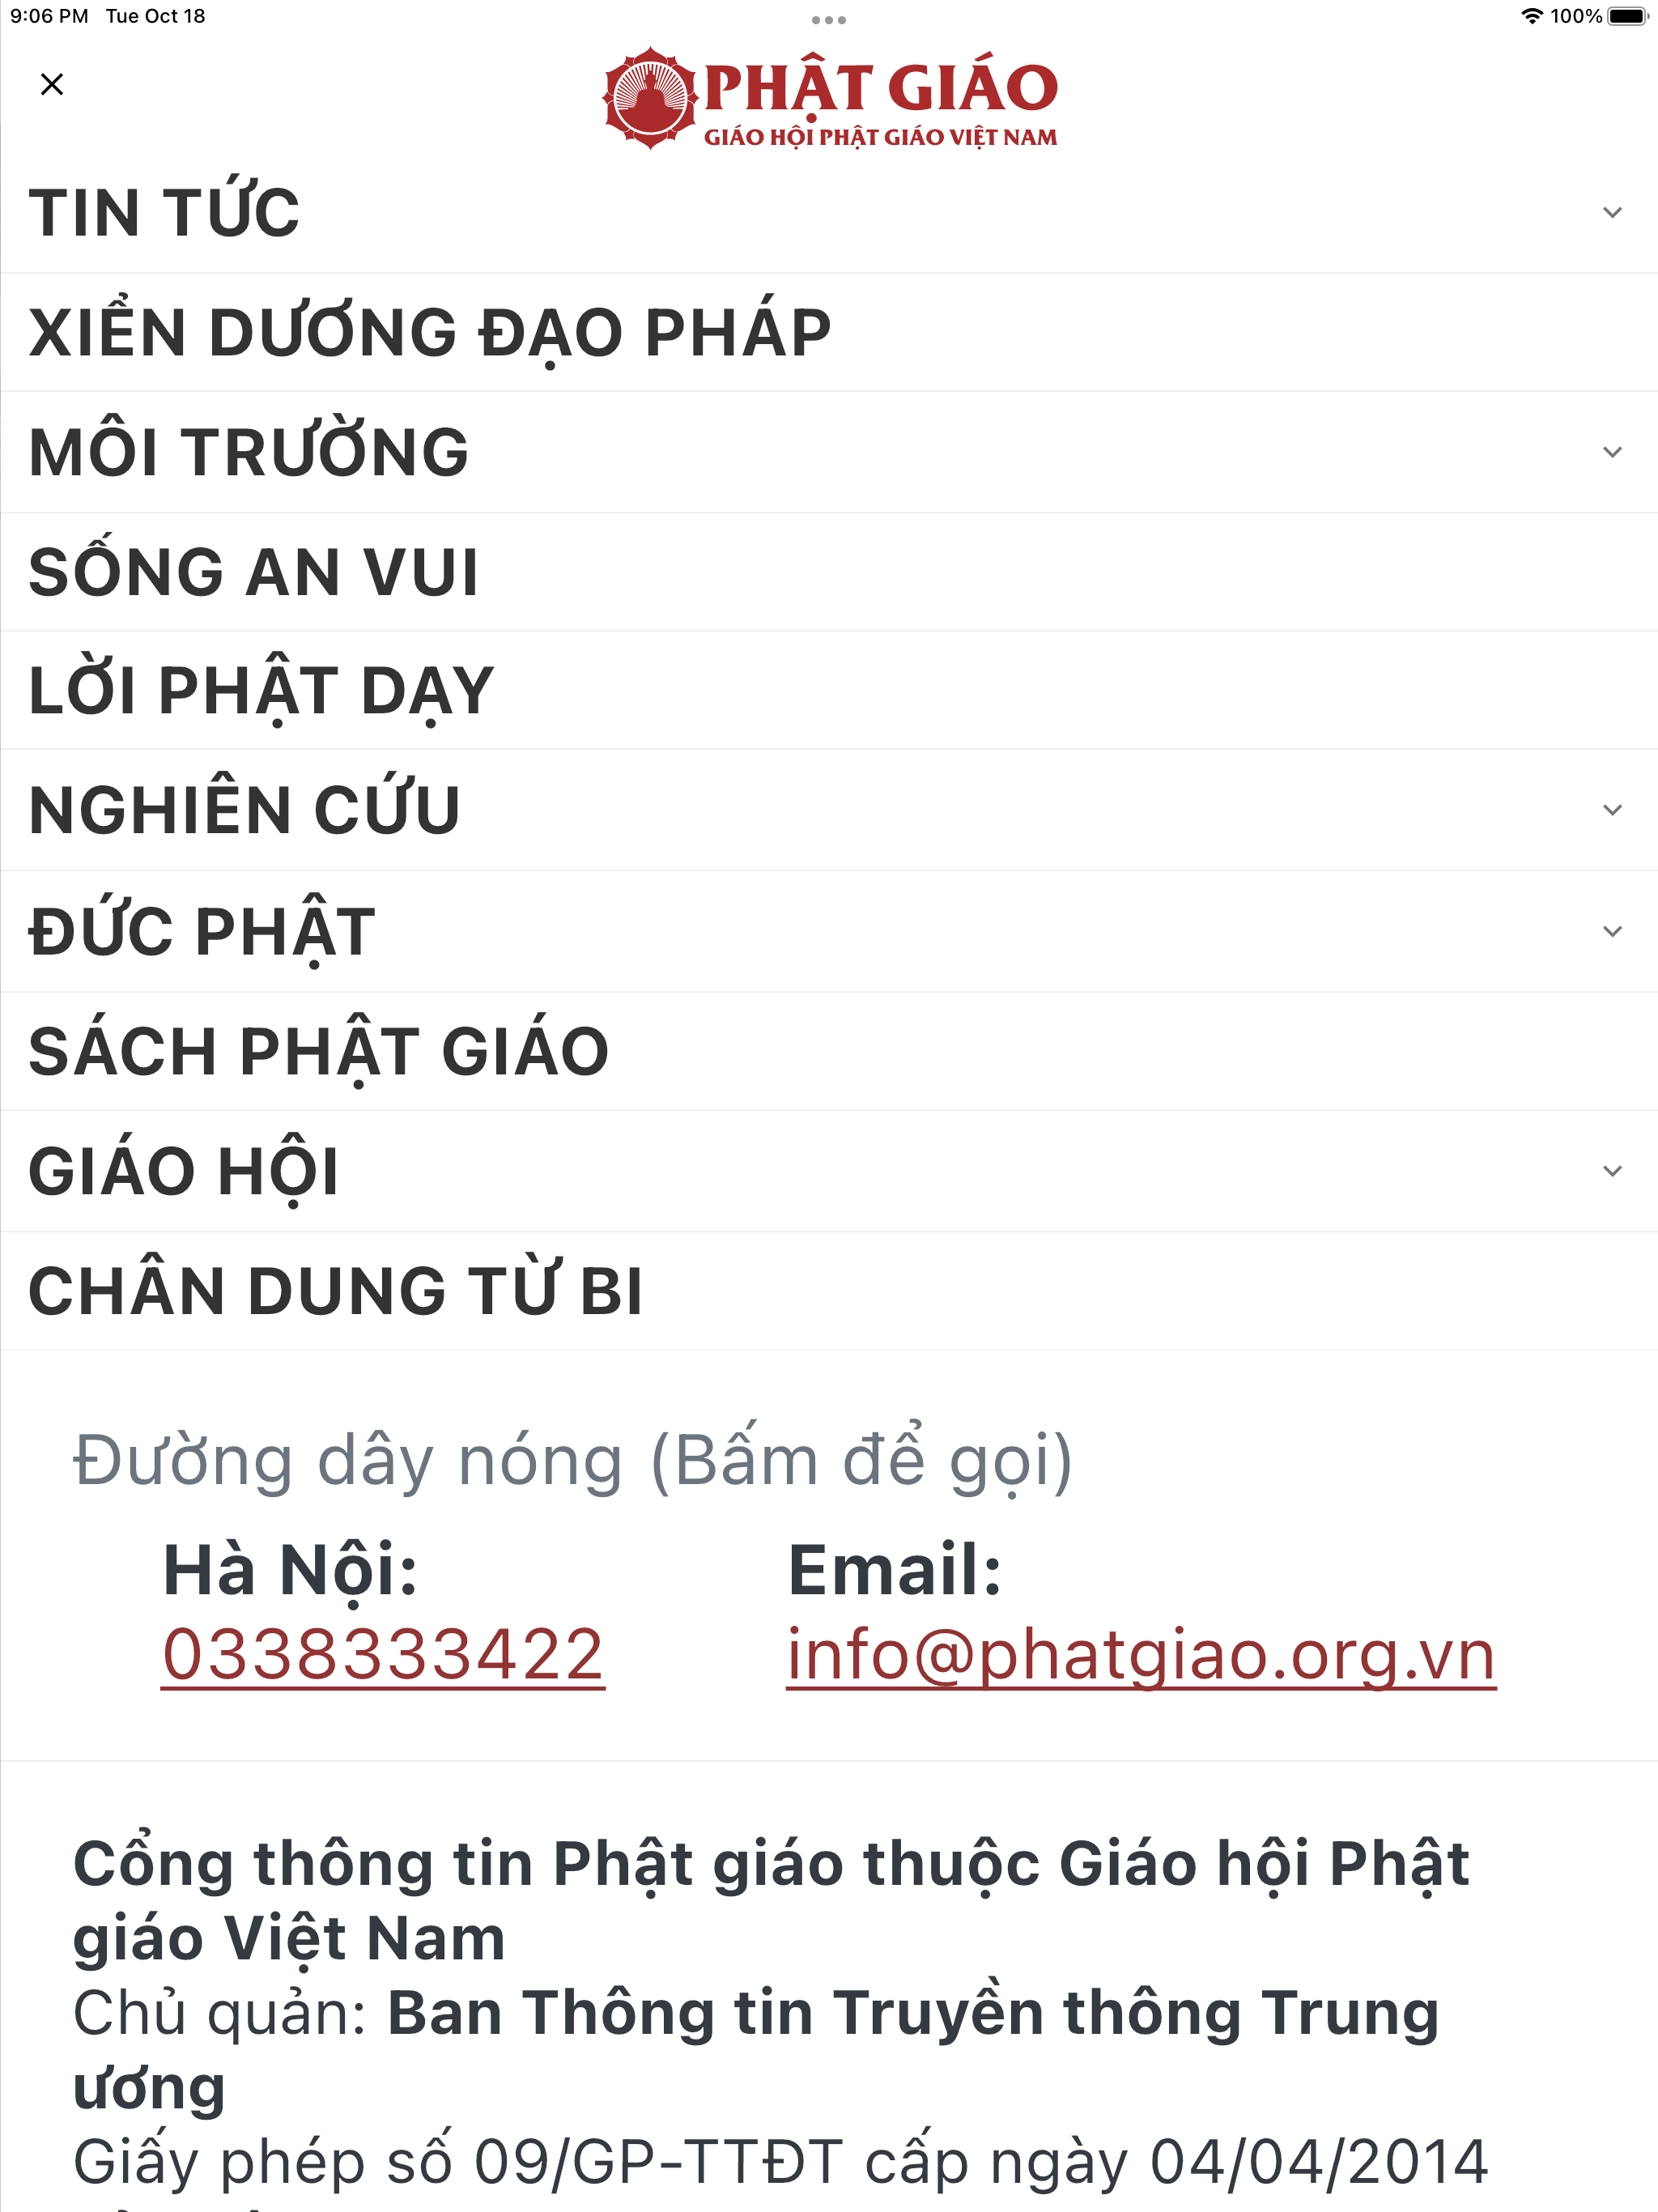 9:06 PM Tue Oct 18
100%
PHẬT GIÁO
GIÁO HỘI PHẬT GIÁO VIỆT NAM
TIN TỨC
XIỂN DƯƠNG ĐẠO PHÁP
MÔI TRƯỜNG
SỐNG AN VUI
LỜI PHẬT DẠY
NGHIÊN CỨU
ĐỨC PHẬT
SÁCH PHẬT GIÁO
GIÁO HỘI
CHÂN DUNG TỪ BI
Đường dây nóng (Bấm để gọi)
Hà Nội:
0338333422
Email:
info@phatgiao.org.vn
Cổng thông tin Phật giáo thuộc Giáo hội Phật
giáo Việt Nam
Chủ quản: Ban Thông tin Truyền thông Trung
ương
Giấy phép số 09/GP-TTĐT cấp ngày 04/04/2014